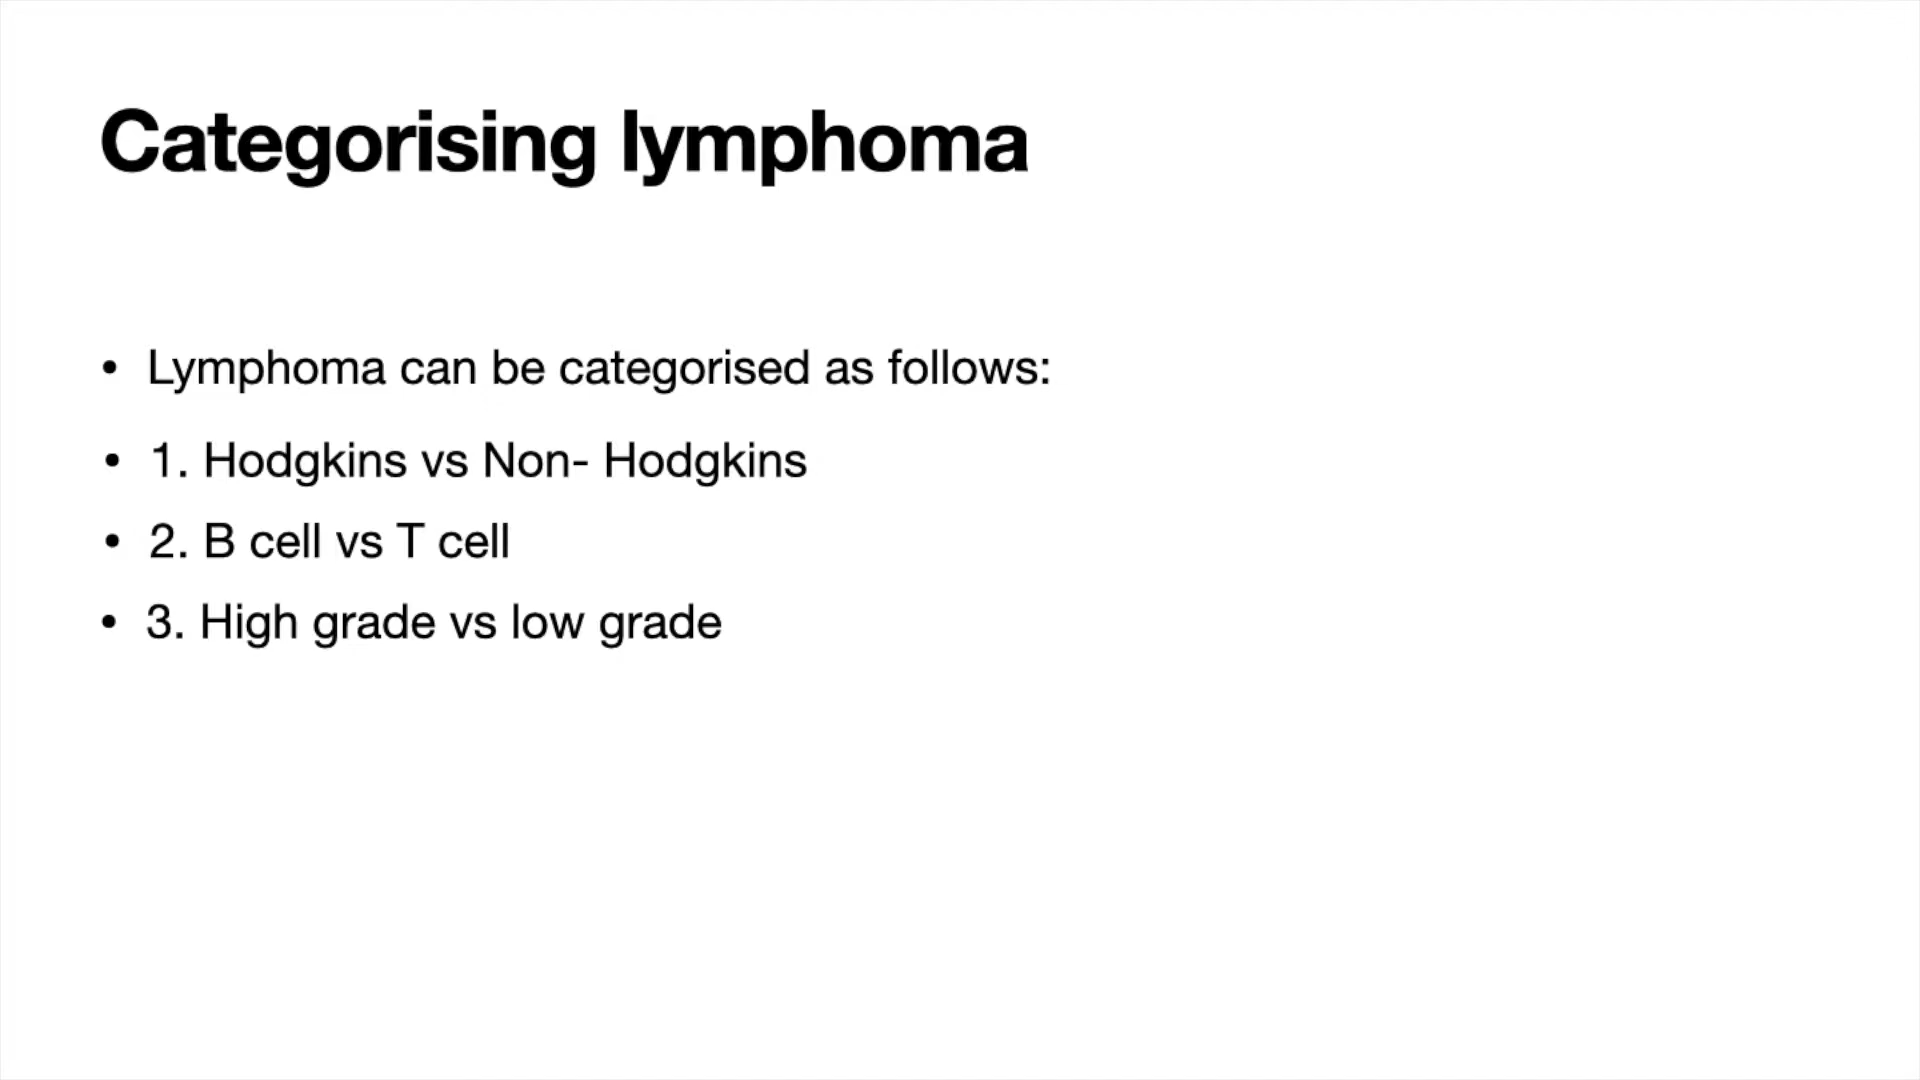 Categorising lymphoma
• Lymphoma can be categorised as follows:
• 1. Hodgkins vs Non- Hodgkins
• 2. B cell vs T cell
• 3. High grade vs low grade